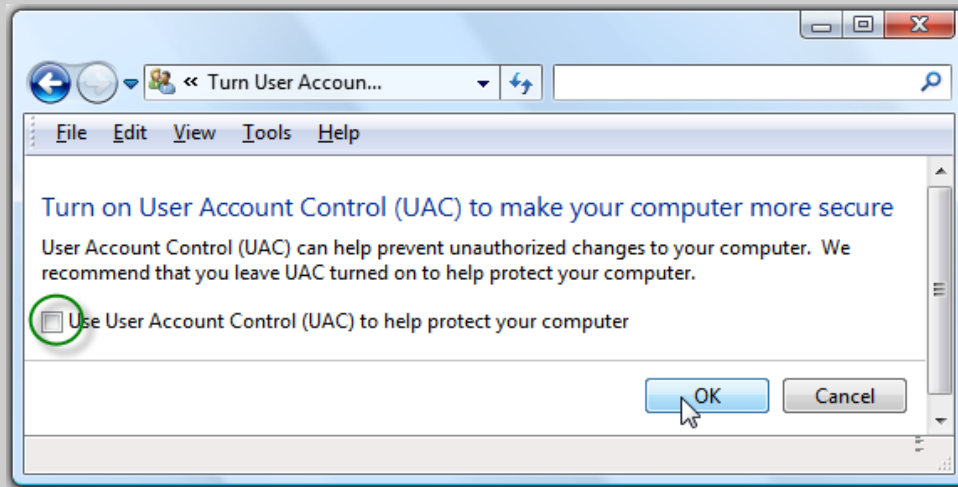 « Turn User Accoun...
File Edit View Tools Help
Turn on User Account Control (UAC) to make your computer more secure
User Account Control (UAC) can help prevent unauthorized changes to your computer. We
recommend that you leave UAC turned on to help protect your computer.
Use User Account Control (UAC) to help protect your computer
OK Cancel